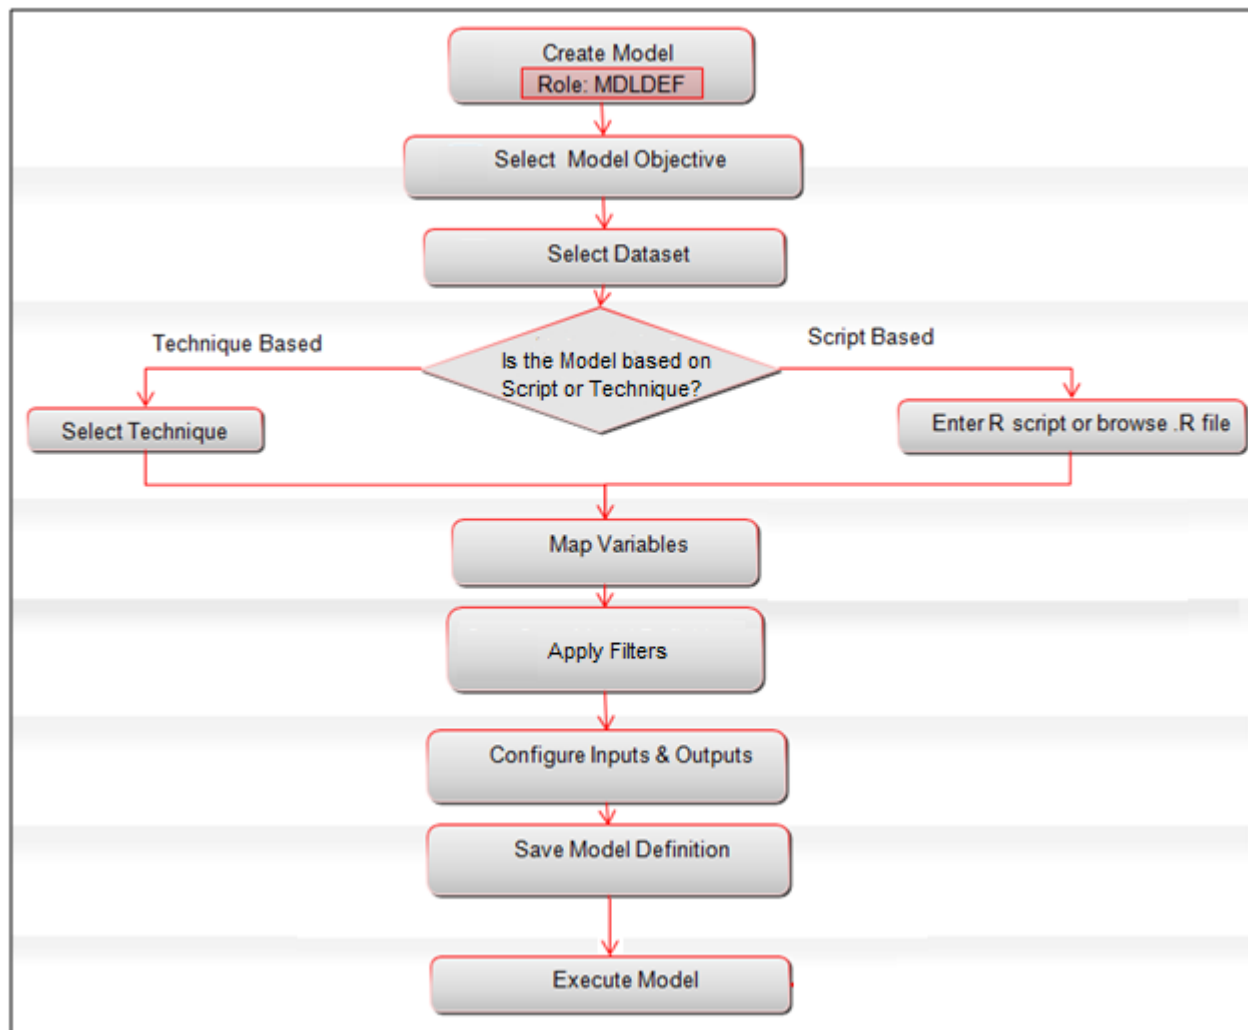 Create Model
Role: MDLDEF
Select Model Objective
Select Dataset
Technique Based
Script Based
Is the Model based on
Script or Technique?
Select Technique
Enter R script or browse .R file
Map Variables
Apply Filters
Configure Inputs & Outputs
Save Model Definition
Execute Model